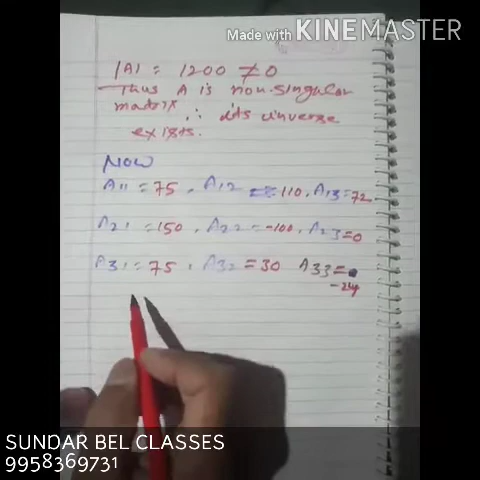 Made with KINEMASTER
|A| = 1200 ≠ 0
Thus A is non-singular
matrix ∴ its inverse
exists.
Now
A11 = 75, A12 = 110, A13 = 72
A21 = 150, A22 = -100, A23 = 0
A31 = 75, A32 = 30 A33 =
-24
SUNDAR BEL CLASSES
9958369731